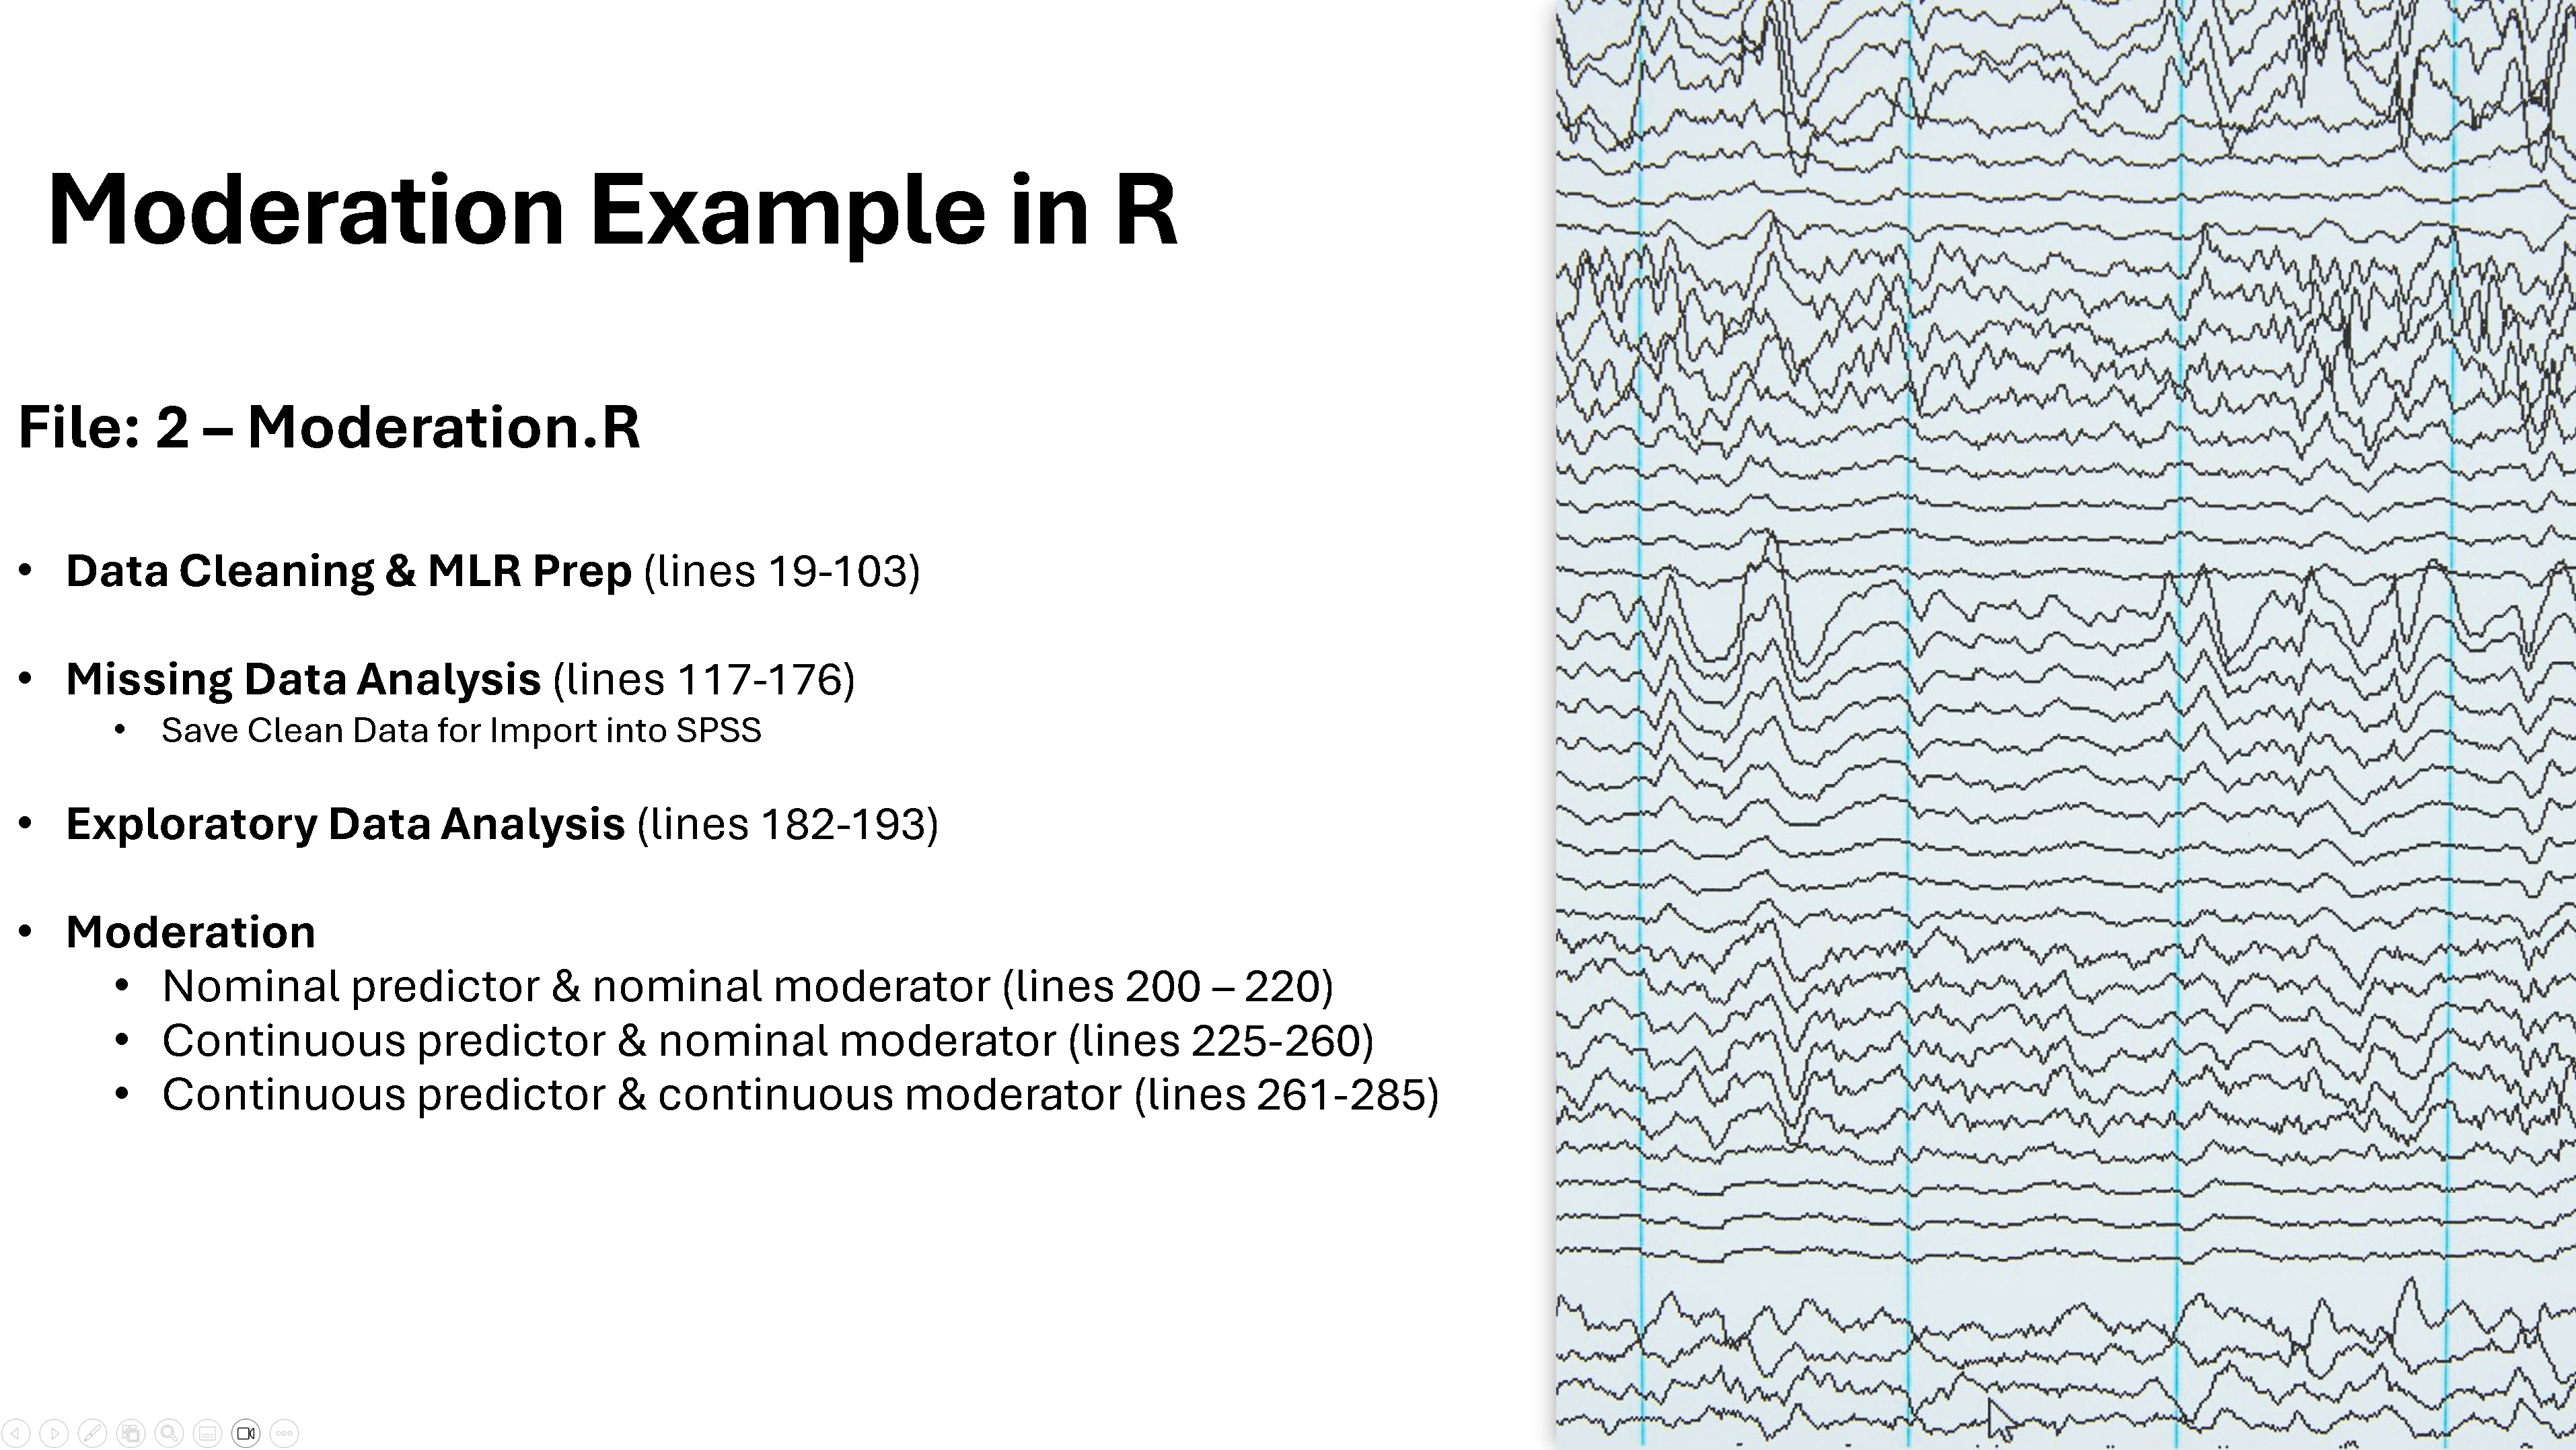 Moderation Example in R
File: 2 – Moderation.R
• Data Cleaning & MLR Prep (lines 19-103)
• Missing Data Analysis (lines 117-176)
• Save Clean Data for Import into SPSS
• Exploratory Data Analysis (lines 182-193)
• Moderation
• Nominal predictor & nominal moderator (lines 200 – 220)
• Continuous predictor & nominal moderator (lines 225-260)
• Continuous predictor & continuous moderator (lines 261-285)